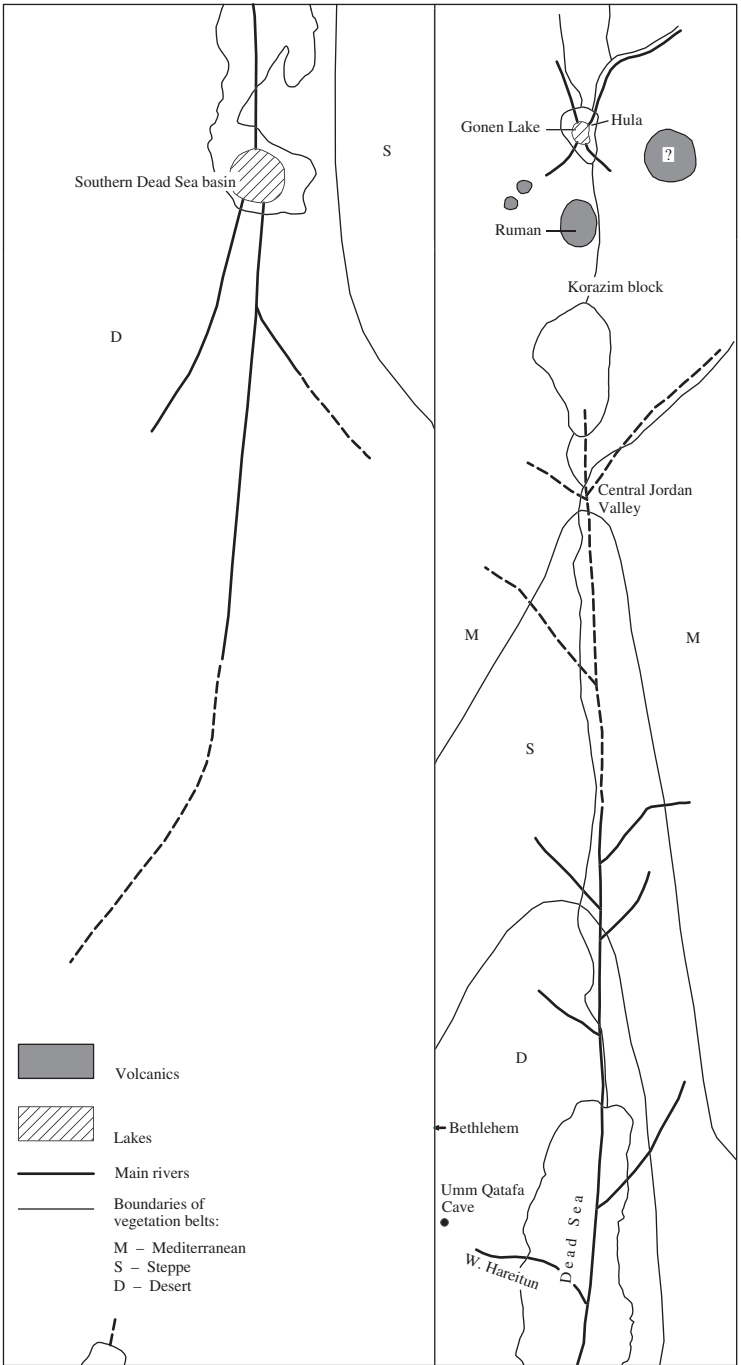 S
Southern Dead Sea basin
D
Volcanics
Lakes
Main rivers
Boundaries of
vegetation belts:
M – Mediterranean
S – Steppe
D – Desert
Gonen Lake
Hula
?
Ruman
Korazim block
Central Jordan
Valley
M
M
S
D
Bethlehem
Umm Qatafa
Cave
Dead Sea
W. Hareitun